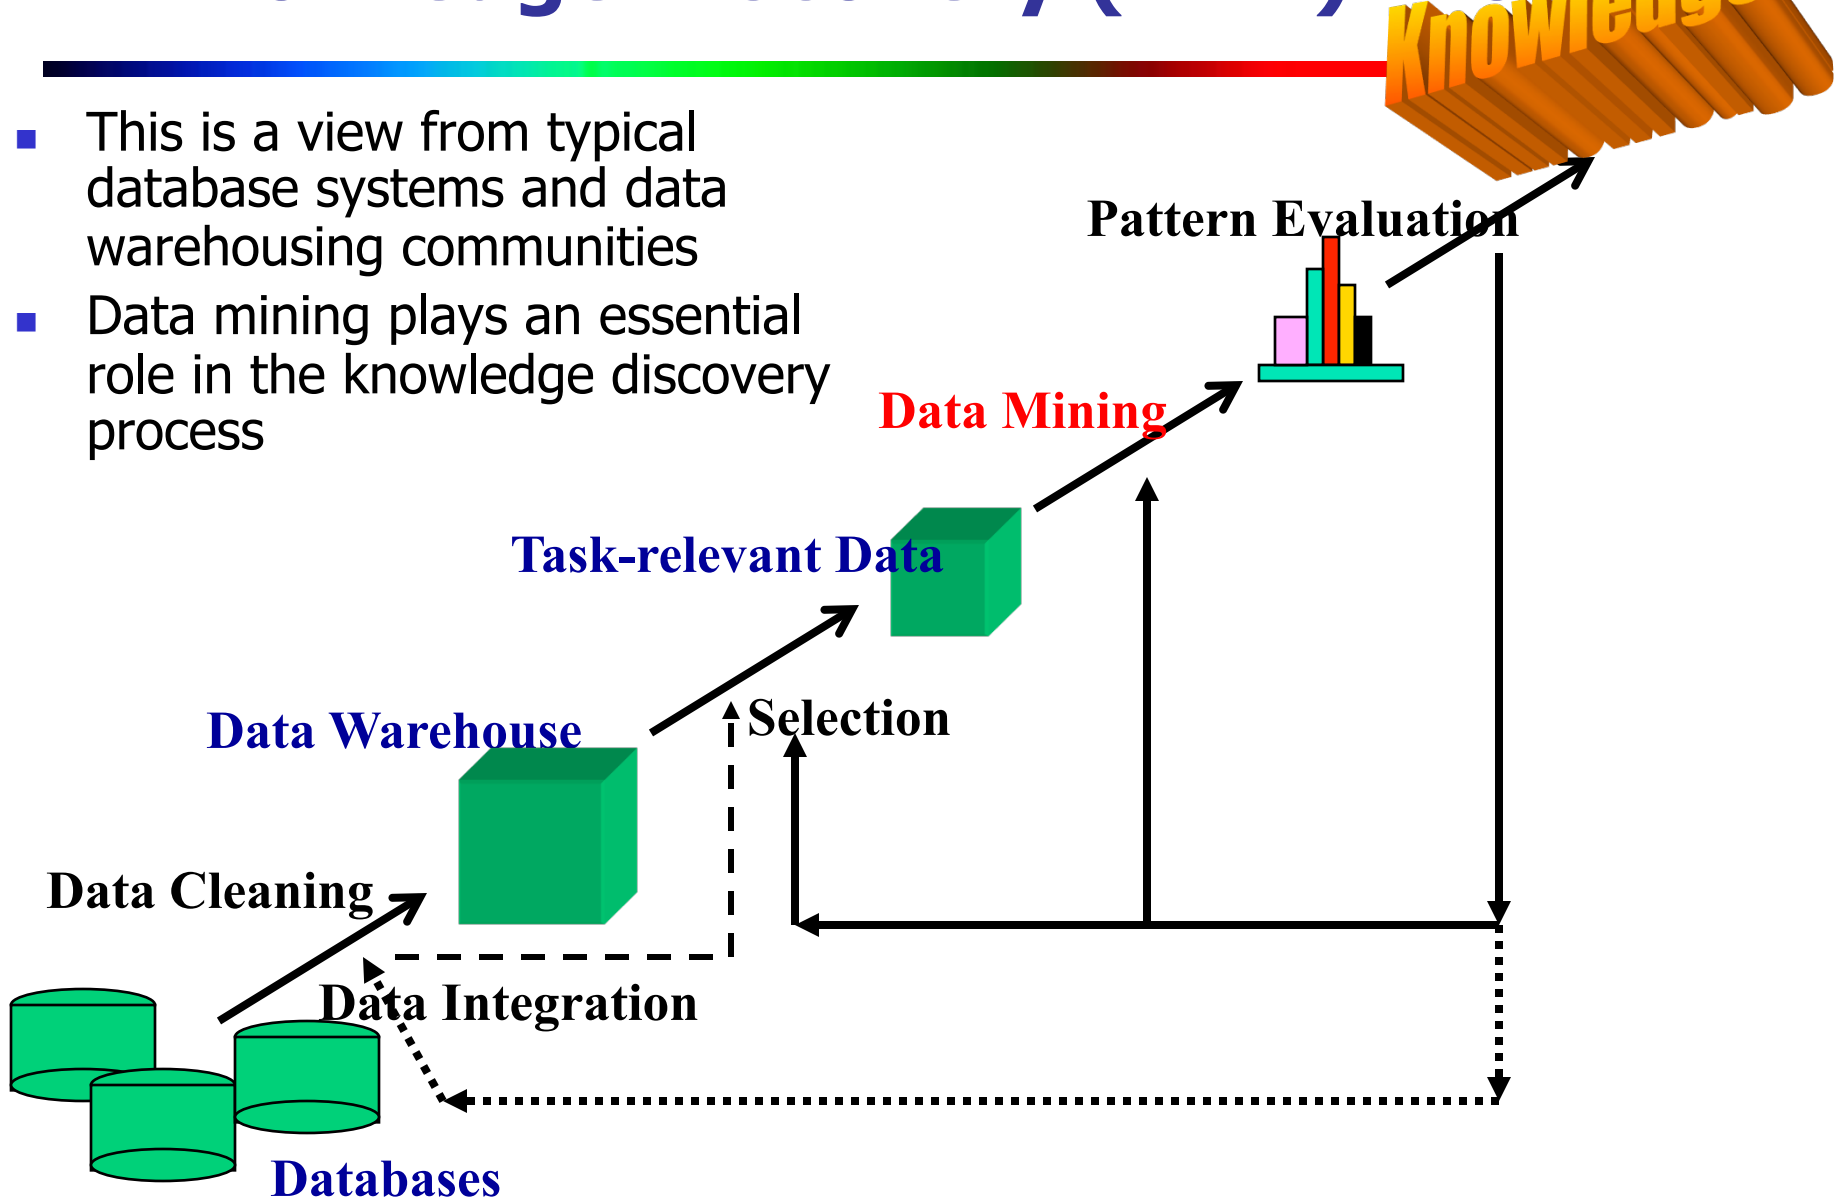 Knowledge
This is a view from typical
database systems and data
warehousing communities
Data mining plays an essential
role in the knowledge discovery
process
Pattern Evaluation
Data Mining
Task-relevant Data
Selection
Data Warehouse
Data Cleaning
Data Integration
Databases